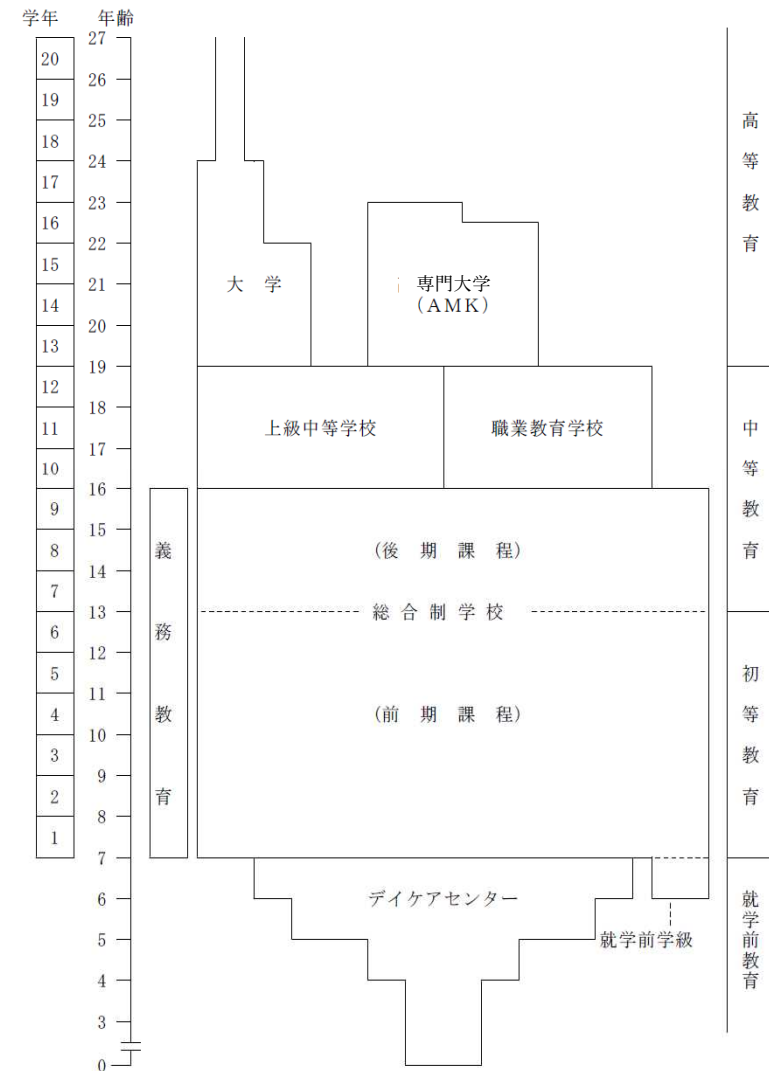 学年 年齢
27
20
26
19
25
18
24
17
23
16
22
15
21
14
20
13
19
12
18
11
17
10
16
9
15
8
14
7
13
6
12
5
11
4
10
3
9
2
8
1
7
6
5
4
3
0
大学
専門大学
(AMK)
上級中等学校
職業教育学校
義務教育
(後期課程)
総合制学校
(前期課程)
デイケアセンター
就学前学級
高等教育
中等教育
初等教育
就学前教育